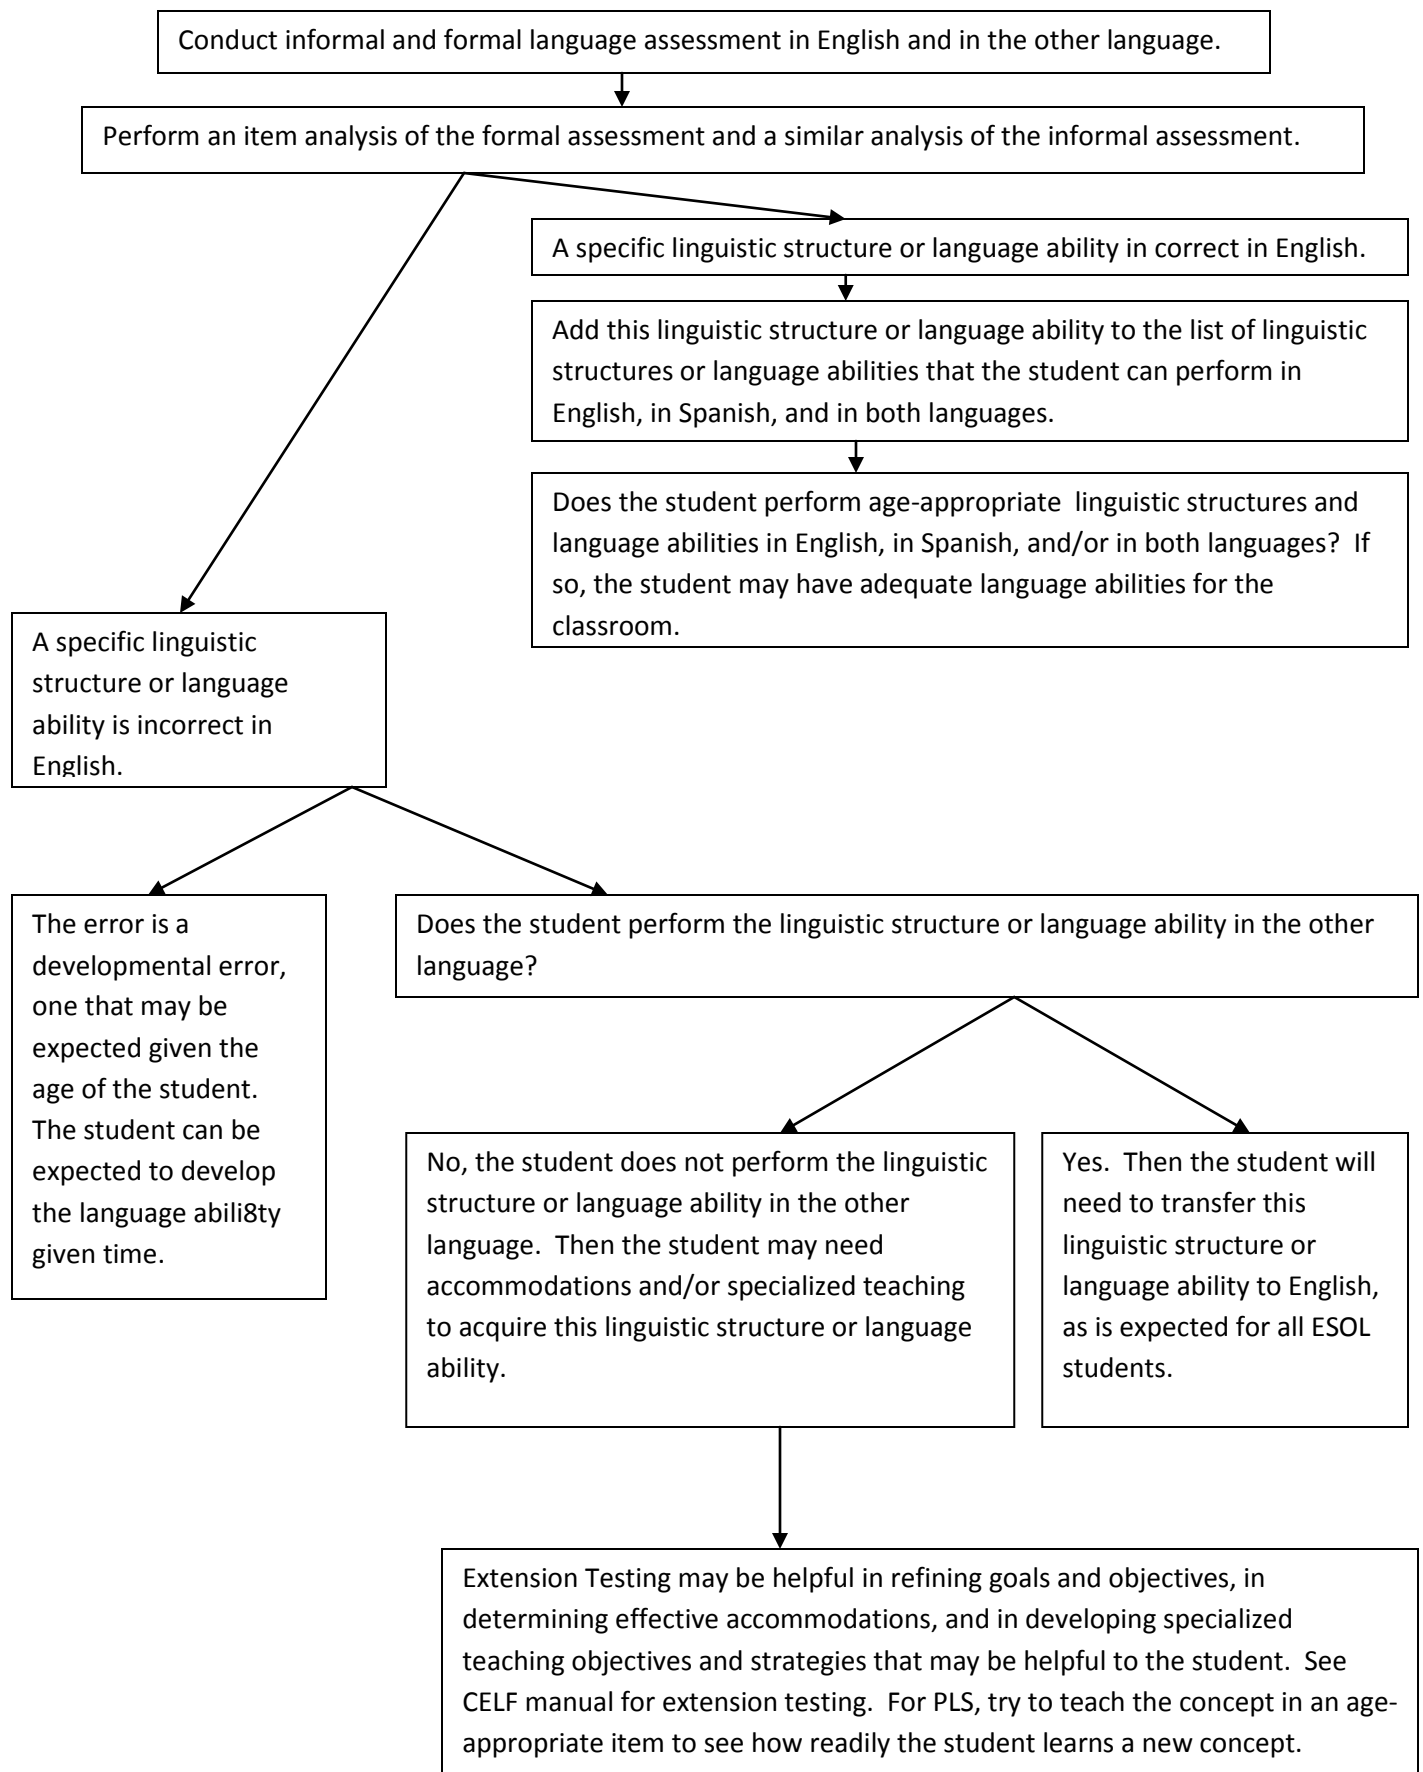 Conduct informal and formal language assessment in English and in the other language.
Perform an item analysis of the formal assessment and a similar analysis of the informal assessment.
A specific linguistic structure or language ability in correct in English.
Add this linguistic structure or language ability to the list of linguistic
structures or language abilities that the student can perform in
English, in Spanish, and in both languages.
Does the student perform age-appropriate  linguistic structures and
language abilities in English, in Spanish, and/or in both languages?  If
so, the student may have adequate language abilities for the
classroom.
A specific linguistic
structure or language
ability is incorrect in
English.
The error is a
developmental error,
one that may be
expected given the
age of the student.
The student can be
expected to develop
the language abili8ty
given time.
Does the student perform the linguistic structure or language ability in the other
language?
No, the student does not perform the linguistic
structure or language ability in the other
language.  Then the student may need
accommodations and/or specialized teaching
to acquire this linguistic structure or language
ability.
Yes.  Then the student will
need to transfer this
linguistic structure or
language ability to English,
as is expected for all ESOL
students.
Extension Testing may be helpful in refining goals and objectives, in
determining effective accommodations, and in developing specialized
teaching objectives and strategies that may be helpful to the student.  See
CELF manual for extension testing.  For PLS, try to teach the concept in an age-
appropriate item to see how readily the student learns a new concept.